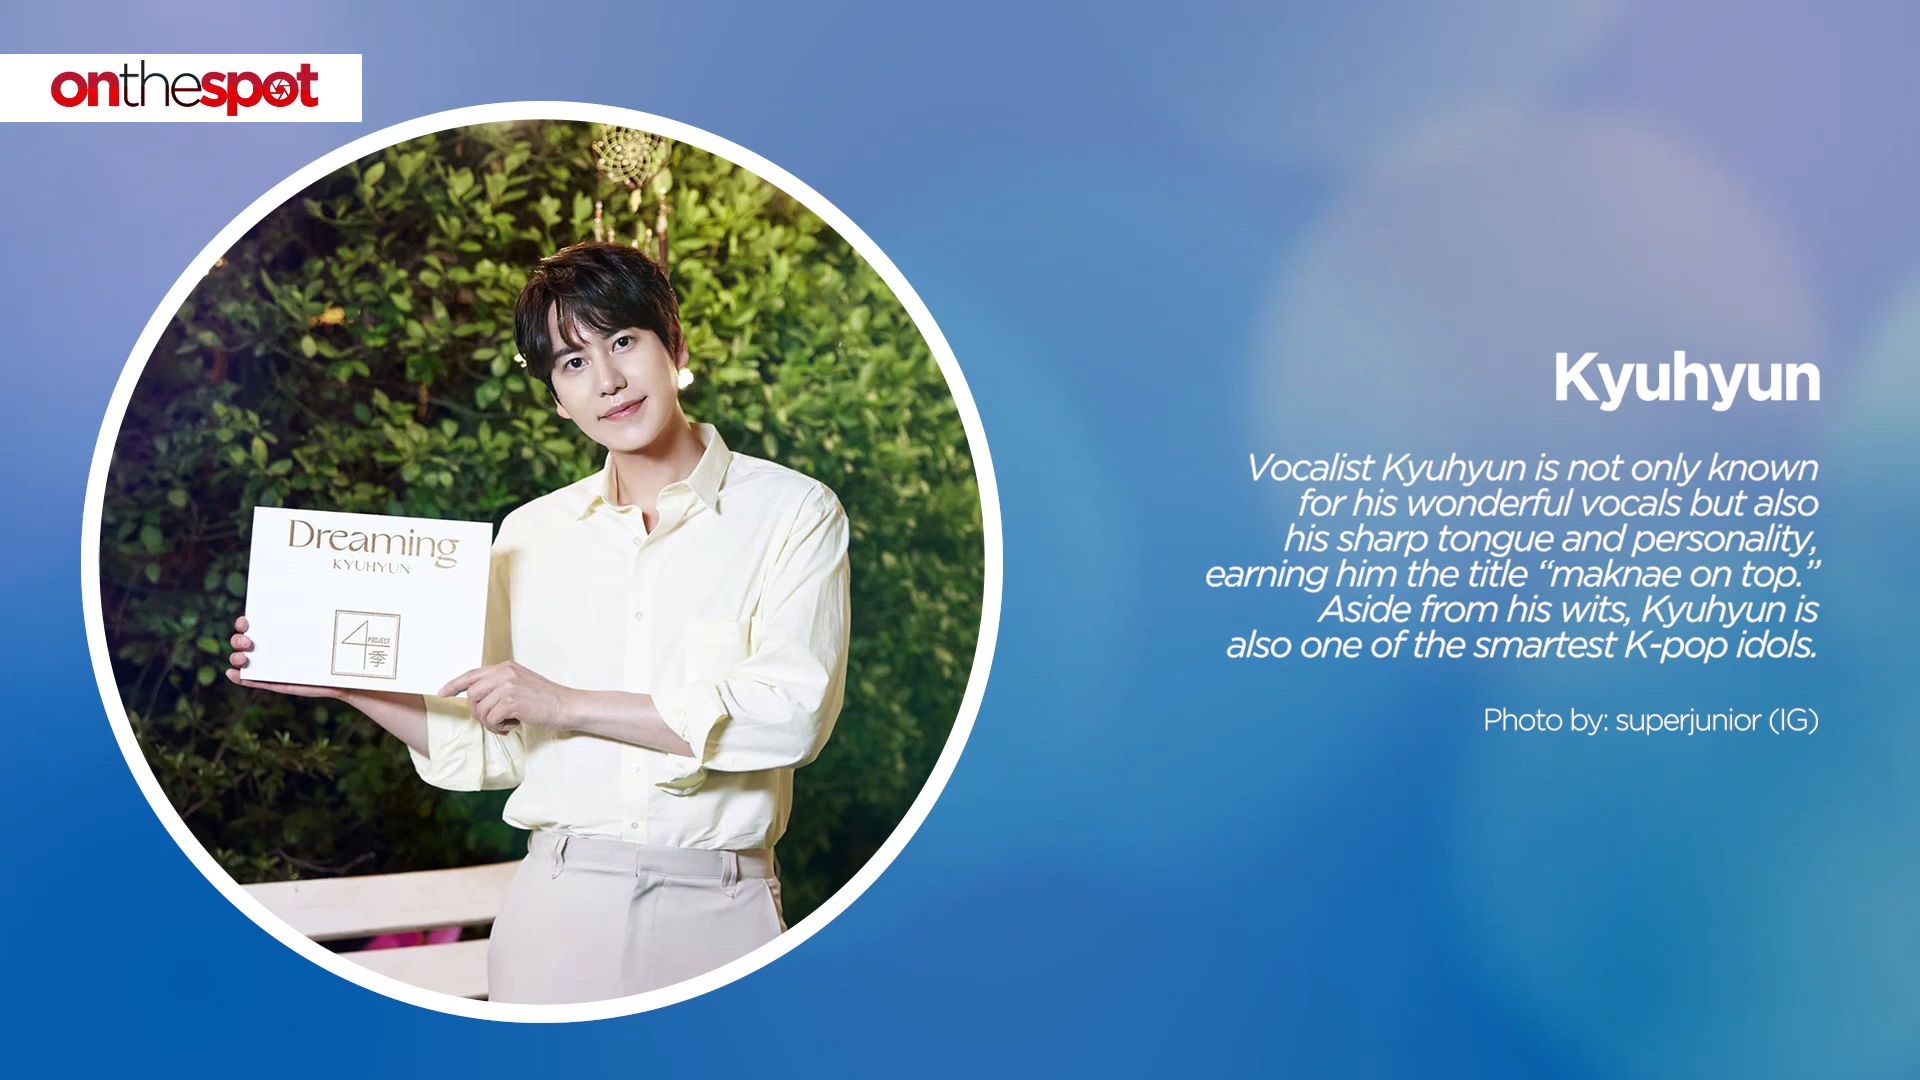 onthespot
Dreaming
KYUHYUN
4
PROJECT
季
Kyuhyun
Vocalist Kyuhyun is not only known
for his wonderful vocals but also
his sharp tongue and personality,
earning him the title “maknae on top.”
Aside from his wits, Kyuhyun is
also one of the smartest K-pop idols.
Photo by: superjunior (IG)